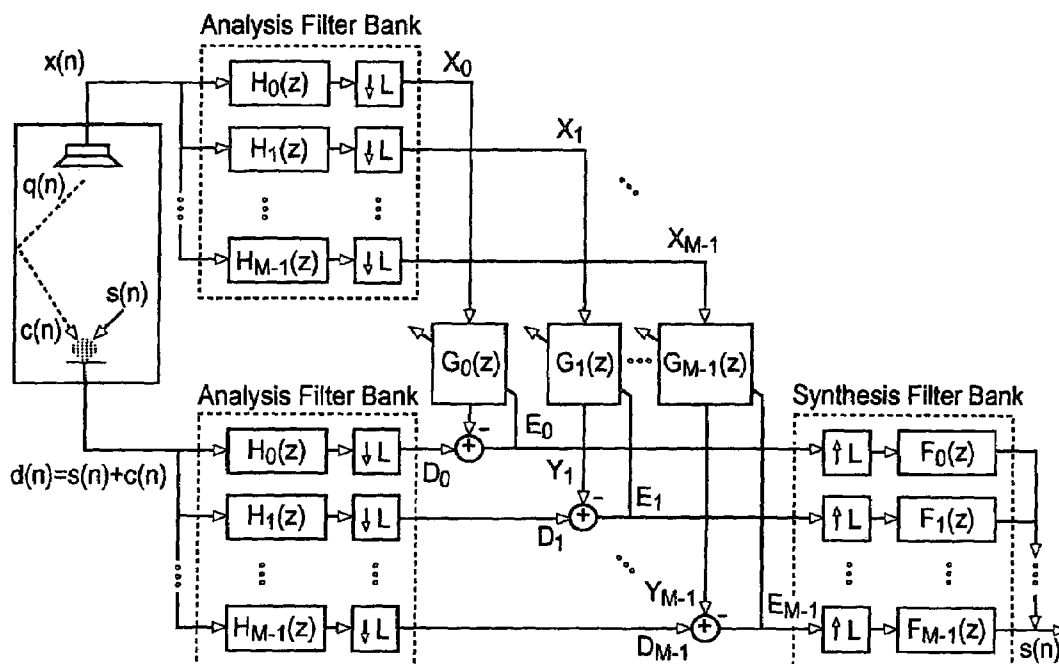 Analysis Filter Bank
x(n)
H0(z)
↓L
X0
H1(z)
↓L
X1
q(n)
HM-1(z)
↓L
XM-1
s(n)
c(n)
G0(z)
G1(z)
GM-1(z)
Analysis Filter Bank
Synthesis Filter Bank
d(n)=s(n)+c(n)
H0(z)
↓L
D0
-
+
E0
↑L
F0(z)
H1(z)
↓L
D1
Y1
-
+
E1
↑L
F1(z)
HM-1(z)
↓L
DM-1
YM-1
-
+
EM-1
↑L
FM-1(z)
s(n)